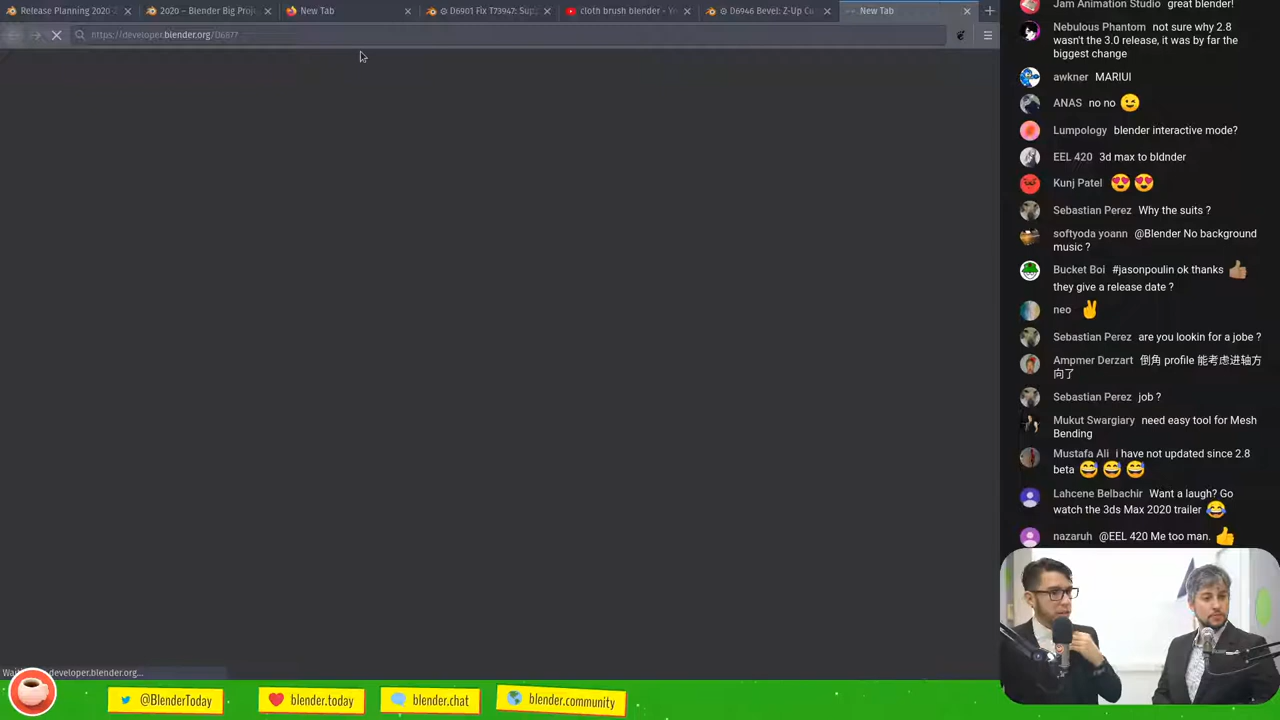 Release Planning 2020
2020 – Blender Big Proj
New Tab
D6901 Fix T73947: Sup
cloth brush blender - Y
D6946 Bevel: Z-Up Cu
New Tab
https://developer.blender.org/D6877
Jam Animation Studio great blender!
Nebulous Phantom not sure why 2.8
wasn't the 3.0 release, it was by far the
biggest change
awkner MARIUI
ANAS no no 😉
Lumpology blender interactive mode?
EEL 420 3d max to bldnder
Kunj Patel 😍 😍
Sebastian Perez Why the suits ?
softyoda yoann @Blender No background
music ?
Bucket Boi #jasonpoulin ok thanks 👍🏽
they give a release date ?
neo ✌
Sebastian Perez are you lookin for a jobe ?
Ampmer Derzart 倒角 profile 能考虑进轴方
向了
Sebastian Perez job ?
Mukut Swargiary need easy tool for Mesh
Bending
Mustafa Ali i have not updated since 2.8
beta 😅 😅 😅
Lahcene Belbachir Want a laugh? Go
watch the 3ds Max 2020 trailer 😂
nazaruh @EEL 420 Me too man. 👍
developer.blender.org...
@BlenderToday
blender.today
blender.chat
blender.community